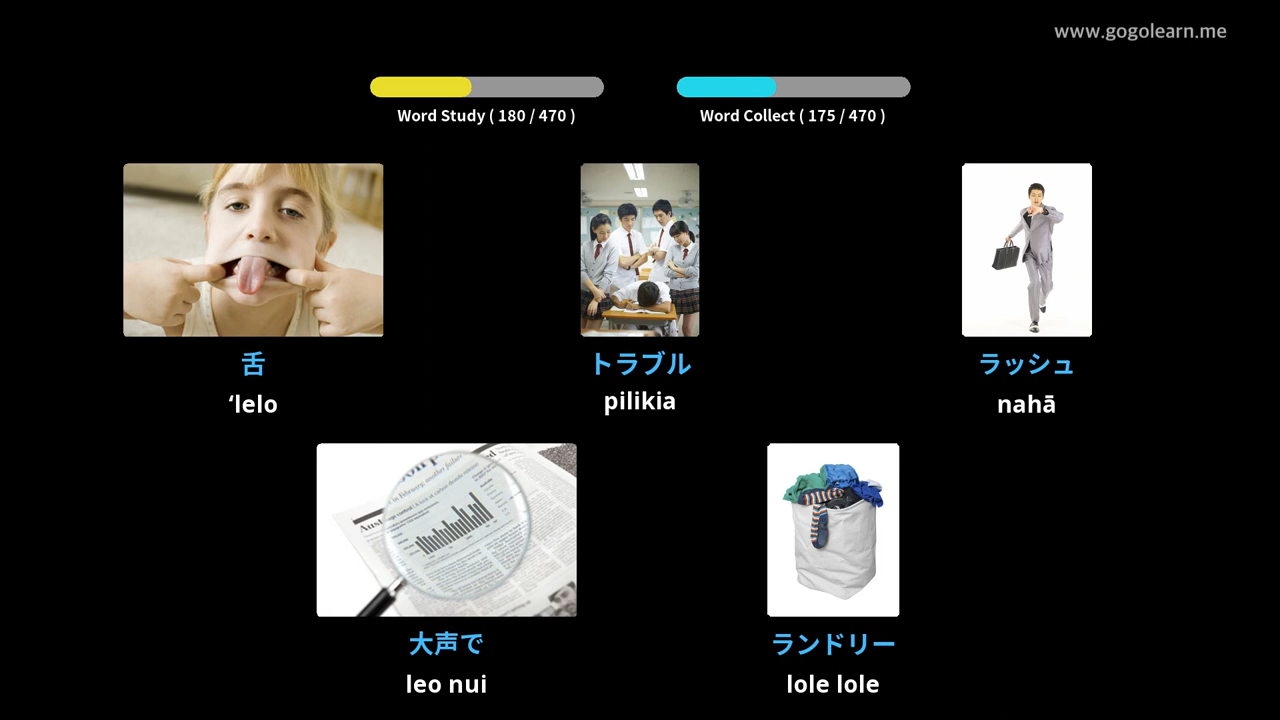 www.gogolearn.me
Word Study ( 180 / 470 )
Word Collect ( 175 / 470 )
舌
ʻlelo
トラブル
pilikia
ラッシュ
nahā
大声で
leo nui
ランドリー
lole lole